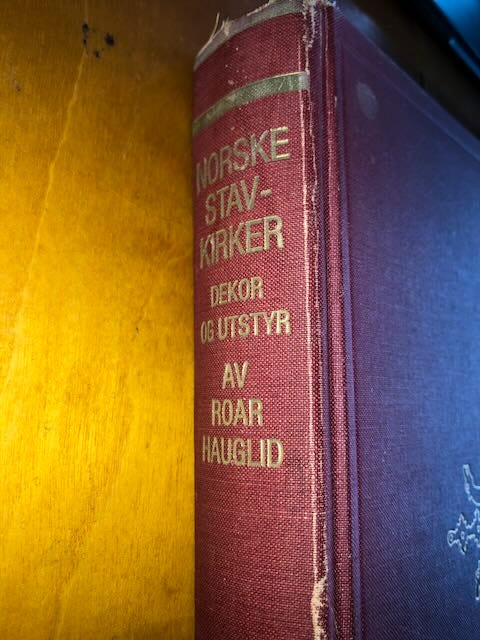 NORSKE
STAV-
KIRKER
DEKOR
OG UTSTYR
AV
ROAR
HAUGLID